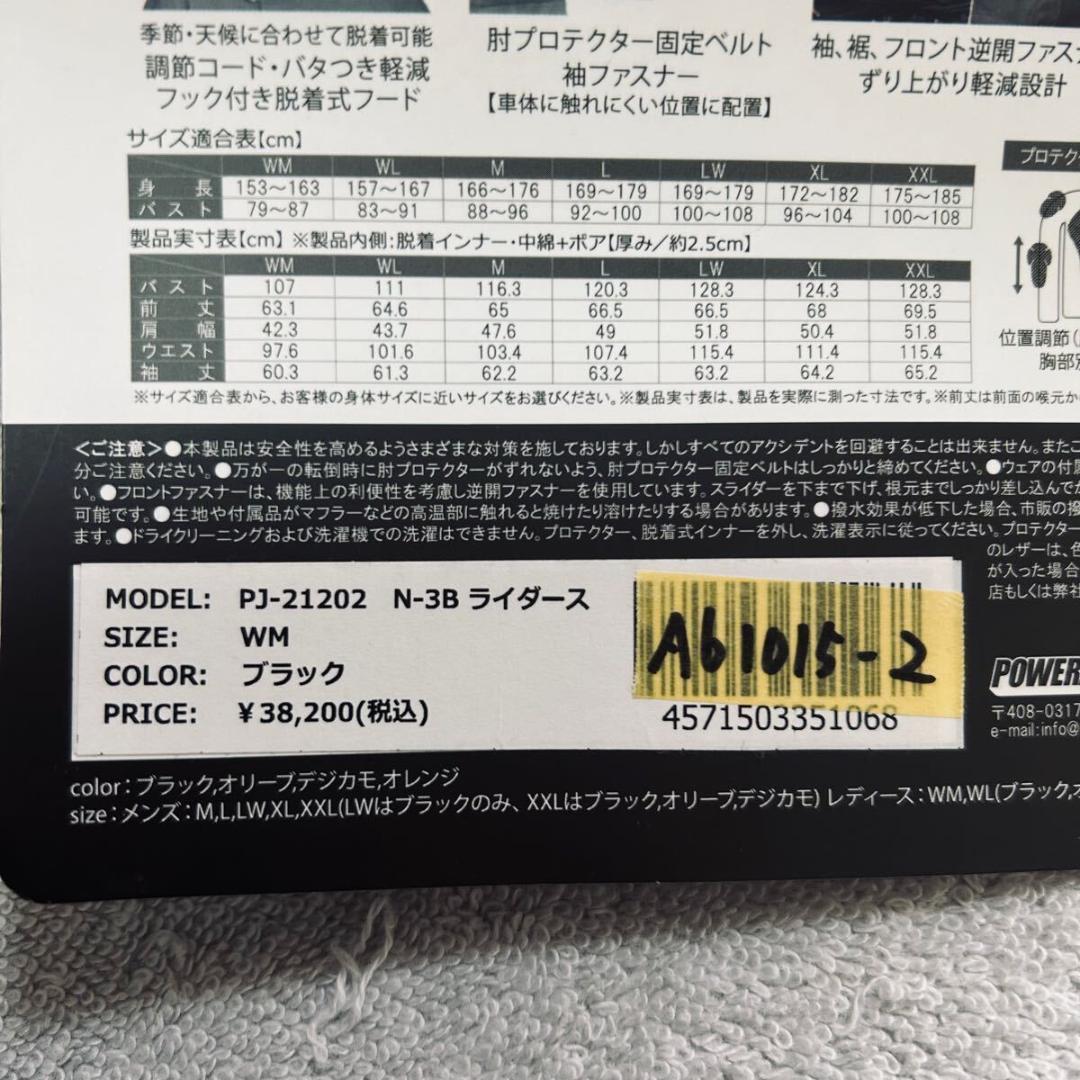 季節・天候に合わせて脱着可能
調節コード・バタつき軽減
フック付き脱着式フード
肘プロテクター固定ベルト
袖ファスナー
【車体に触れにくい位置に配置】
袖、裾、フロント逆開ファス
ずり上がり軽減設計
サイズ適合表【cm】
WM WL M L LW XL XXL
身長 153～163 157～167 166～176 169～179 169～179 172～182 175～185
バスト 79～87 83～91 88～96 92～100 100～108 96～104 100～108
製品実寸表【cm】 ※製品内側:脱着インナー・中綿+ボア【厚み／約2.5cm】
WM WL M L LW XL XXL
バスト 107 111 116.3 120.3 128.3 124.3 128.3
前丈 63.1 64.6 65 66.5 66.5 68 69.5
肩幅 42.3 43.7 47.6 49 51.8 50.4 51.8
ウエスト 97.6 101.6 103.4 107.4 115.4 111.4 115.4
袖丈 60.3 61.3 62.2 63.2 63.2 64.2 65.2
※サイズ適合表から、お客様の身体サイズに近いサイズをお選びください。※製品実寸表は、製品を実際に測った寸法です。※前丈は前面の喉元か
プロテク
位置調節
胸部
＜ご注意＞●本製品は安全性を高めるようさまざまな対策を施しております。しかしすべてのアクシデントを回避することは出来ません。また
分ご注意ください。●万が一の転倒時に肘プロテクターがずれないよう、肘プロテクター固定ベルトはしっかりと締めてください。●ウェアの付
い。●フロントファスナーは、機能上の利便性を考慮し逆開ファスナーを使用しています。スライダーを下まで下げ、根元までしっかり差し込んで
可能です。●生地や付属品がマフラーなどの高温部に触れると焼けたり溶けたりする場合があります。●撥水効果が低下した場合、市販の撥
ます。●ドライクリーニングおよび洗濯機での洗濯はできません。プロテクター、脱着式インナーを外し、洗濯表示に従ってください。プロテクター
のレザーは、色
が入った場合
店もしくは弊社
MODEL: PJ-21202 N-3B ライダース
SIZE: WM
COLOR: ブラック
PRICE: ￥38,200(税込)
Ab1015-2
4571503351068
POWER
〒408-0317
e-mail:info@
color：ブラック,オリーブ,デジカモ,オレンジ
size：メンズ：M,L,LW,XL,XXL(LWはブラックのみ、XXLはブラック,オリーブ,デジカモ) レディース：WM,WL(ブラック,